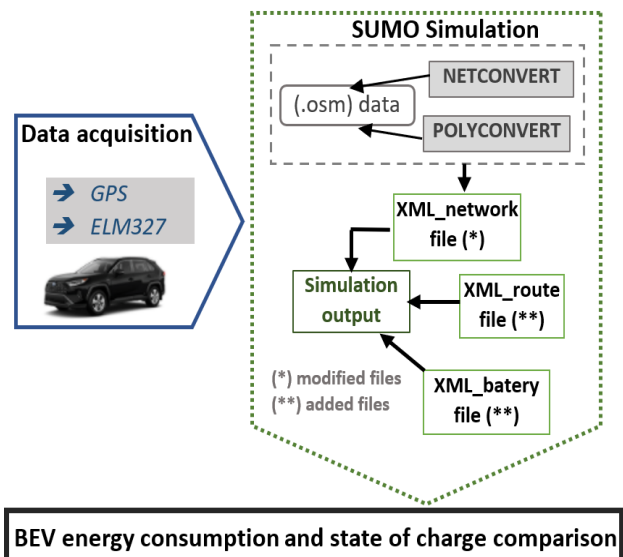 SUMO Simulation
NETCONVERT
(.osm) data
POLYCONVERT
Data acquisition
➔ GPS
➔ ELM327
XML_network
file (*)
Simulation
output
XML_route
file (**)
(*) modified files
(**) added files
XML_batery
file (**)
BEV energy consumption and state of charge comparison